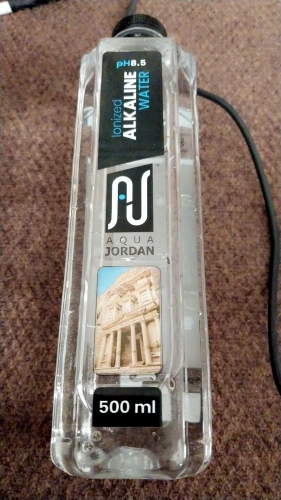 pH8.5
Ionized
ALKALINE
WATER
AQUA
JORDAN
500 ml